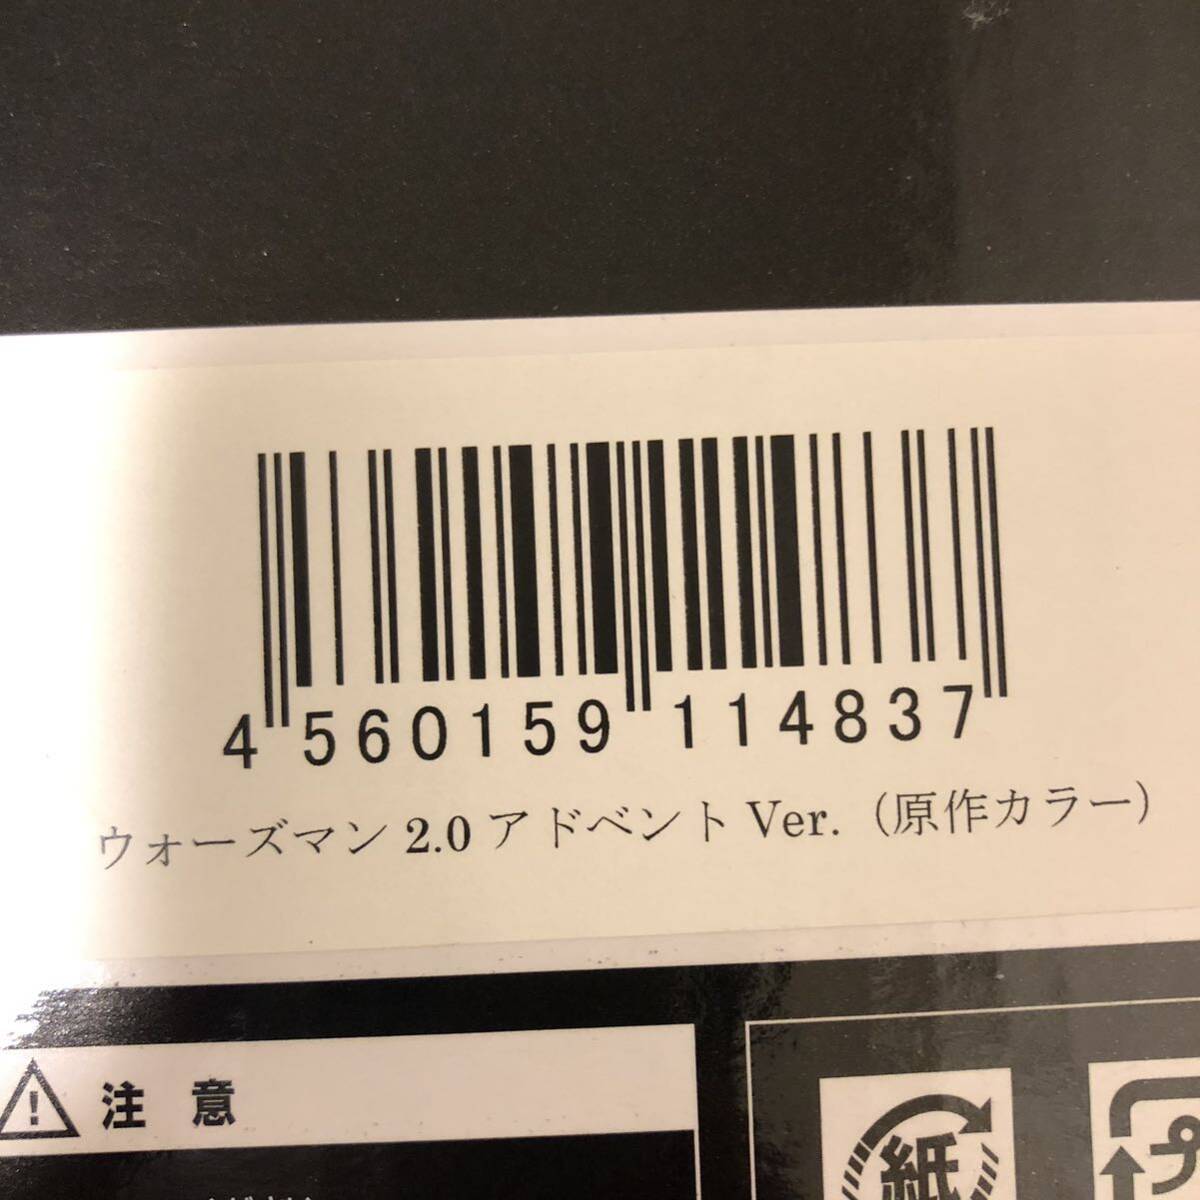 4 560159 114837
ウォーズマン 2.0 アドベント Ver.（原作カラー）
注 意
紙
プ